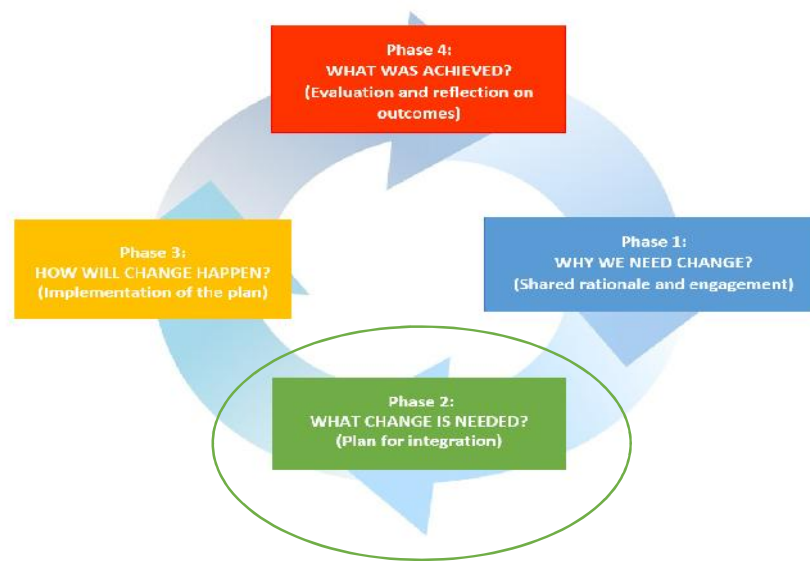 Phase 4:
WHAT WAS ACHIEVED?
(Evaluation and reflection on
outcomes)
Phase 3:
HOW WILL CHANGE HAPPEN?
(Implementation of the plan)
Phase 1:
WHY WE NEED CHANGE?
(Shared rationale and engagement)
Phase 2:
WHAT CHANGE IS NEEDED?
(Plan for integration)